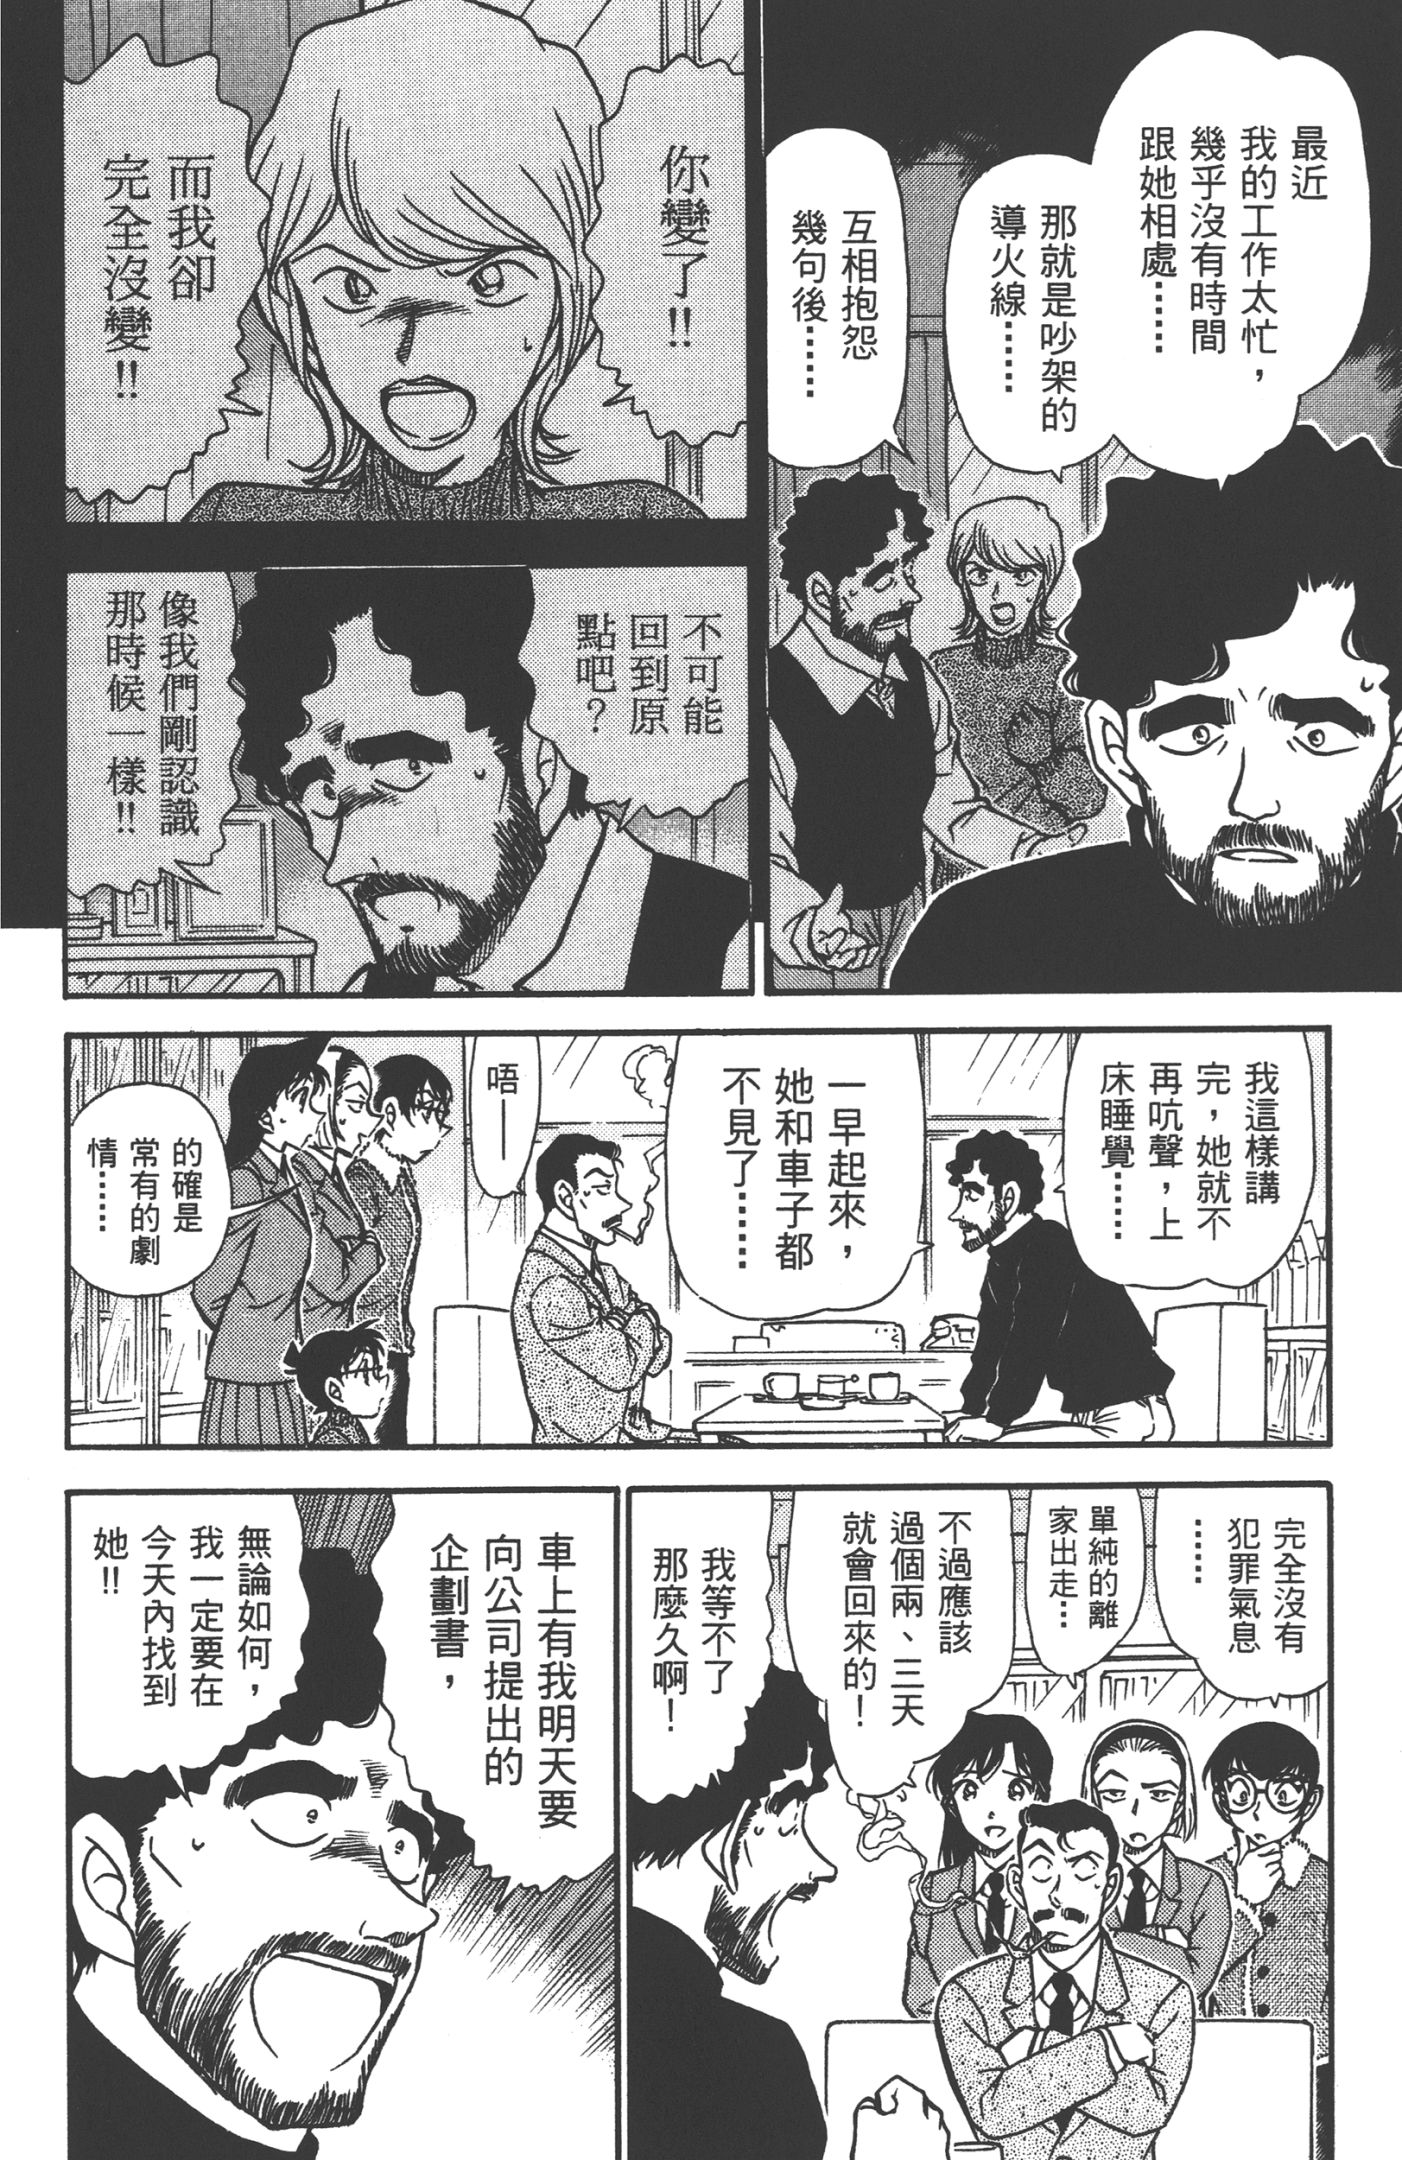 最近
我的工作太忙，
幾乎沒有時間
跟她相處……
那就是吵架的
導火線……
互相抱怨
幾句後……
你變了!!
而我卻
完全沒變!!
不可能
回到原
點吧？
像我們剛認識
那時候一樣!!
我這樣講
完，她就不
再吭聲，上
床睡覺……
一早起來，
她和車子都
不見了……
唔—
的確是
常有的劇
情……
完全沒有
犯罪氣息
……
單純的離
家出走…
不過應該
過個兩、三天
就會回來的！
我等不了
那麼久啊！
車上有我明天要
向公司提出的
企劃書，
無論如何，
我一定要在
今天內找到
她!!